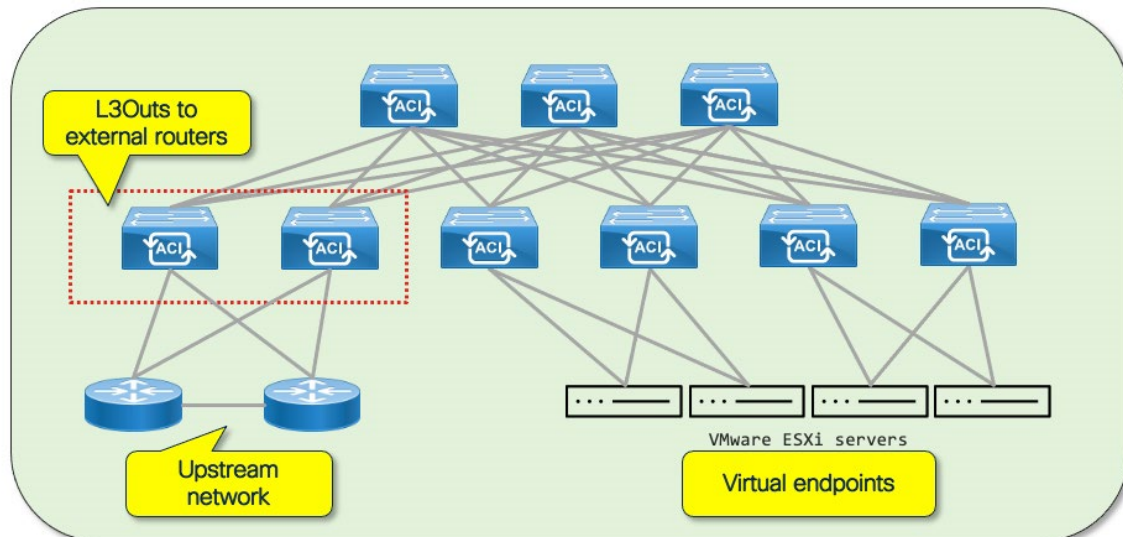 ACI
ACI
ACI
L3Outs to
external routers
ACI
ACI
ACI
ACI
ACI
ACI
VMware ESXi servers
Upstream
network
Virtual endpoints